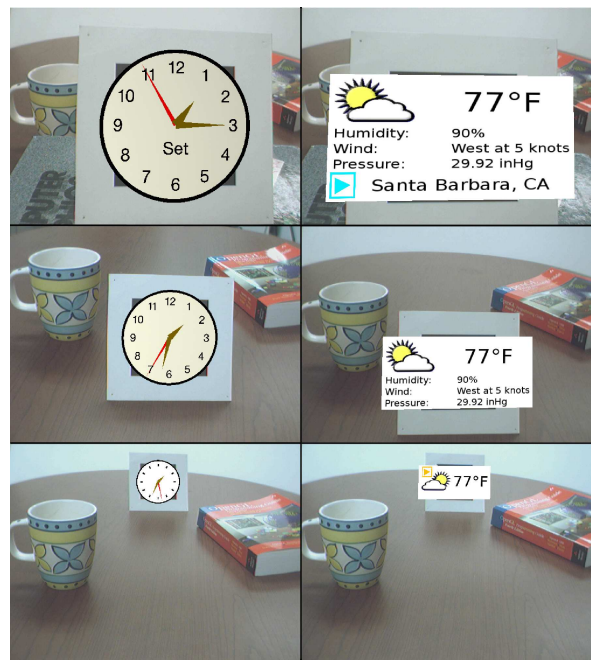 11 12 1
10 2
9 3
Set
8 4
7 6 5
PUTER
77°F
Humidity: 90%
Wind: West at 5 knots
Pressure: 29.92 inHg
Santa Barbara, CA
11 12 1
10 2
9 3
8 4
7 6 5
77°F
Humidity: 90%
Wind: West at 5 knots
Pressure: 29.92 inHg
77°F